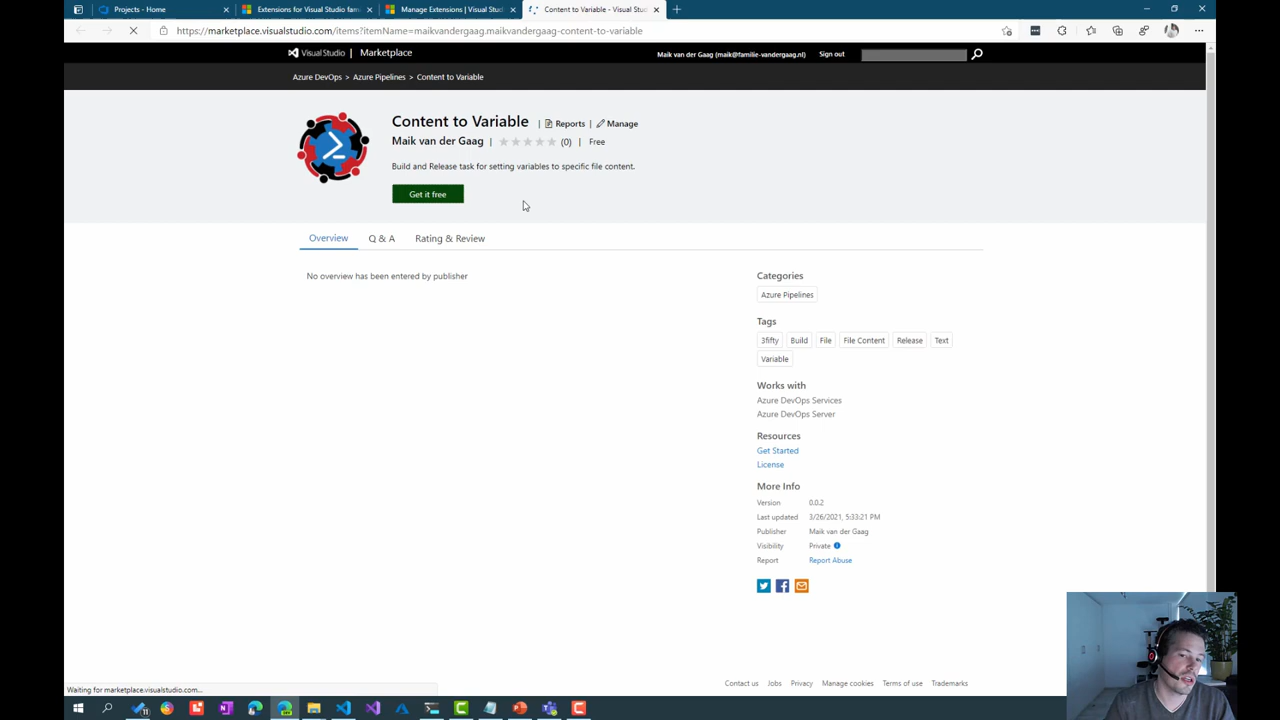 Projects - Home
Extensions for Visual Studio fami
Manage Extensions | Visual Studi
Content to Variable - Visual Stud
https://marketplace.visualstudio.com/items?itemName=maikvandergaag.maikvandergaag-content-to-variable
Visual Studio | Marketplace
Maik van der Gaag (maik@familie-vandergaag.nl) Sign out
Azure DevOps > Azure Pipelines > Content to Variable
Content to Variable | Reports | Manage
Maik van der Gaag | (0) | Free
Build and Release task for setting variables to specific file content.
Get it free
Overview Q & A Rating & Review
No overview has been entered by publisher
Categories
Azure Pipelines
Tags
3fifty Build File File Content Release Text
Variable
Works with
Azure DevOps Services
Azure DevOps Server
Resources
Get Started
License
More Info
Version 0.0.2
Last updated 3/26/2021, 5:33:21 PM
Publisher Maik van der Gaag
Visibility Private
Report Report Abuse
Contact us Jobs Privacy Manage cookies Terms of use Trademarks
Waiting for marketplace.visualstudio.com...